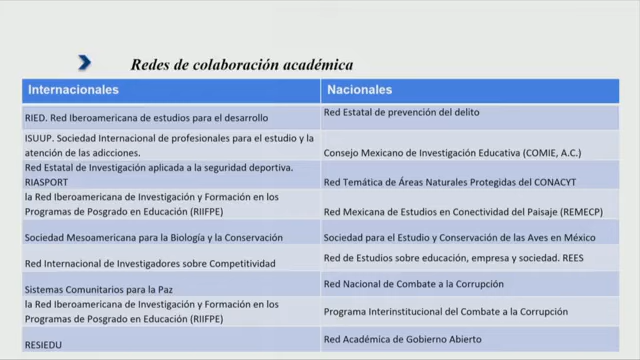 Redes de colaboración académica
Internacionales
Nacionales
RIED. Red Iberoamericana de estudios para el desarrollo
Red Estatal de prevención del delito
ISUUP. Sociedad Internacional de profesionales para el estudio y la
atención de las adicciones.
Consejo Mexicano de Investigación Educativa (COMIE, A.C.)
Red Estatal de Investigación aplicada a la seguridad deportiva.
RIASPORT
Red Temática de Áreas Naturales Protegidas del CONACYT
la Red Iberoamericana de Investigación y Formación en los
Programas de Posgrado en Educación (RIIFPE)
Red Mexicana de Estudios en Conectividad del Paisaje (REMECP)
Sociedad Mesoamericana para la Biología y la Conservación
Sociedad para el Estudio y Conservación de las Aves en México
Red Internacional de Investigadores sobre Competitividad
Red de Estudios sobre educación, empresa y sociedad. REES
Sistemas Comunitarios para la Paz
Red Nacional de Combate a la Corrupción
la Red Iberoamericana de Investigación y Formación en los
Programas de Posgrado en Educación (RIIFPE)
Programa Interinstitucional del Combate a la Corrupción
RESIEDU
Red Académica de Gobierno Abierto